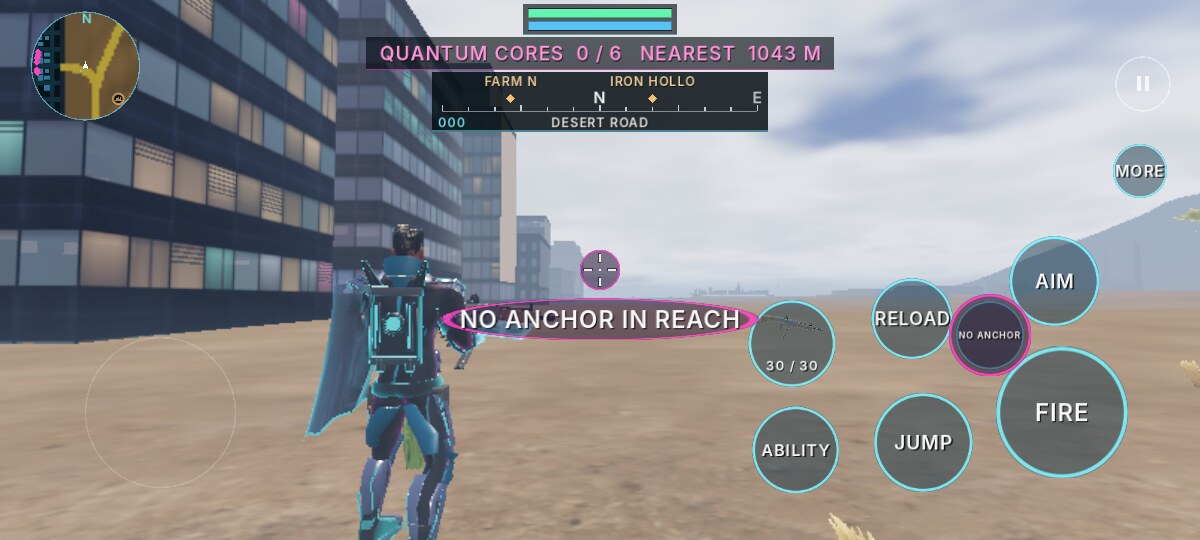 N
QUANTUM CORES 0 / 6 NEAREST 1043 M
FARM N IRON HOLLO
N E
000 DESERT ROAD
MORE
AIM
NO ANCHOR IN REACH
RELOAD
NO ANCHOR
30 / 30
FIRE
ABILITY
JUMP